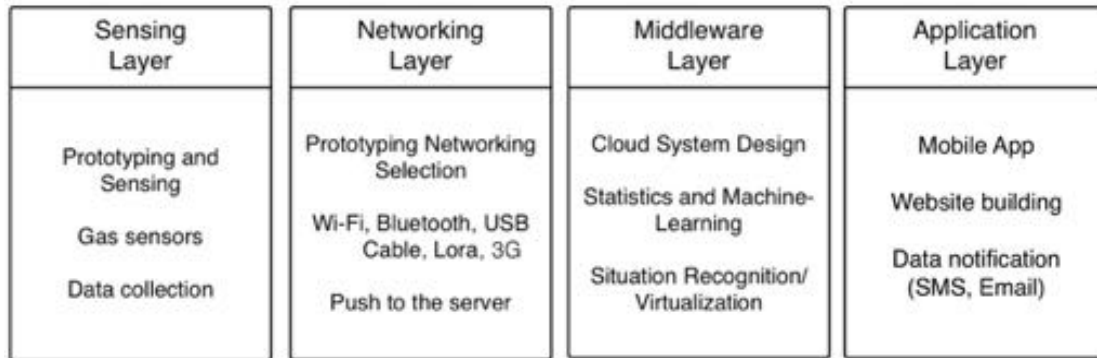 Sensing
Layer
Prototyping and
Sensing
Gas sensors
Data collection
Networking
Layer
Prototyping Networking
Selection
Wi-Fi, Bluetooth, USB
Cable, Lora, 3G
Push to the server
Middleware
Layer
Cloud System Design
Statistics and Machine-
Learning
Situation Recognition/
Virtualization
Application
Layer
Mobile App
Website building
Data notification
(SMS, Email)